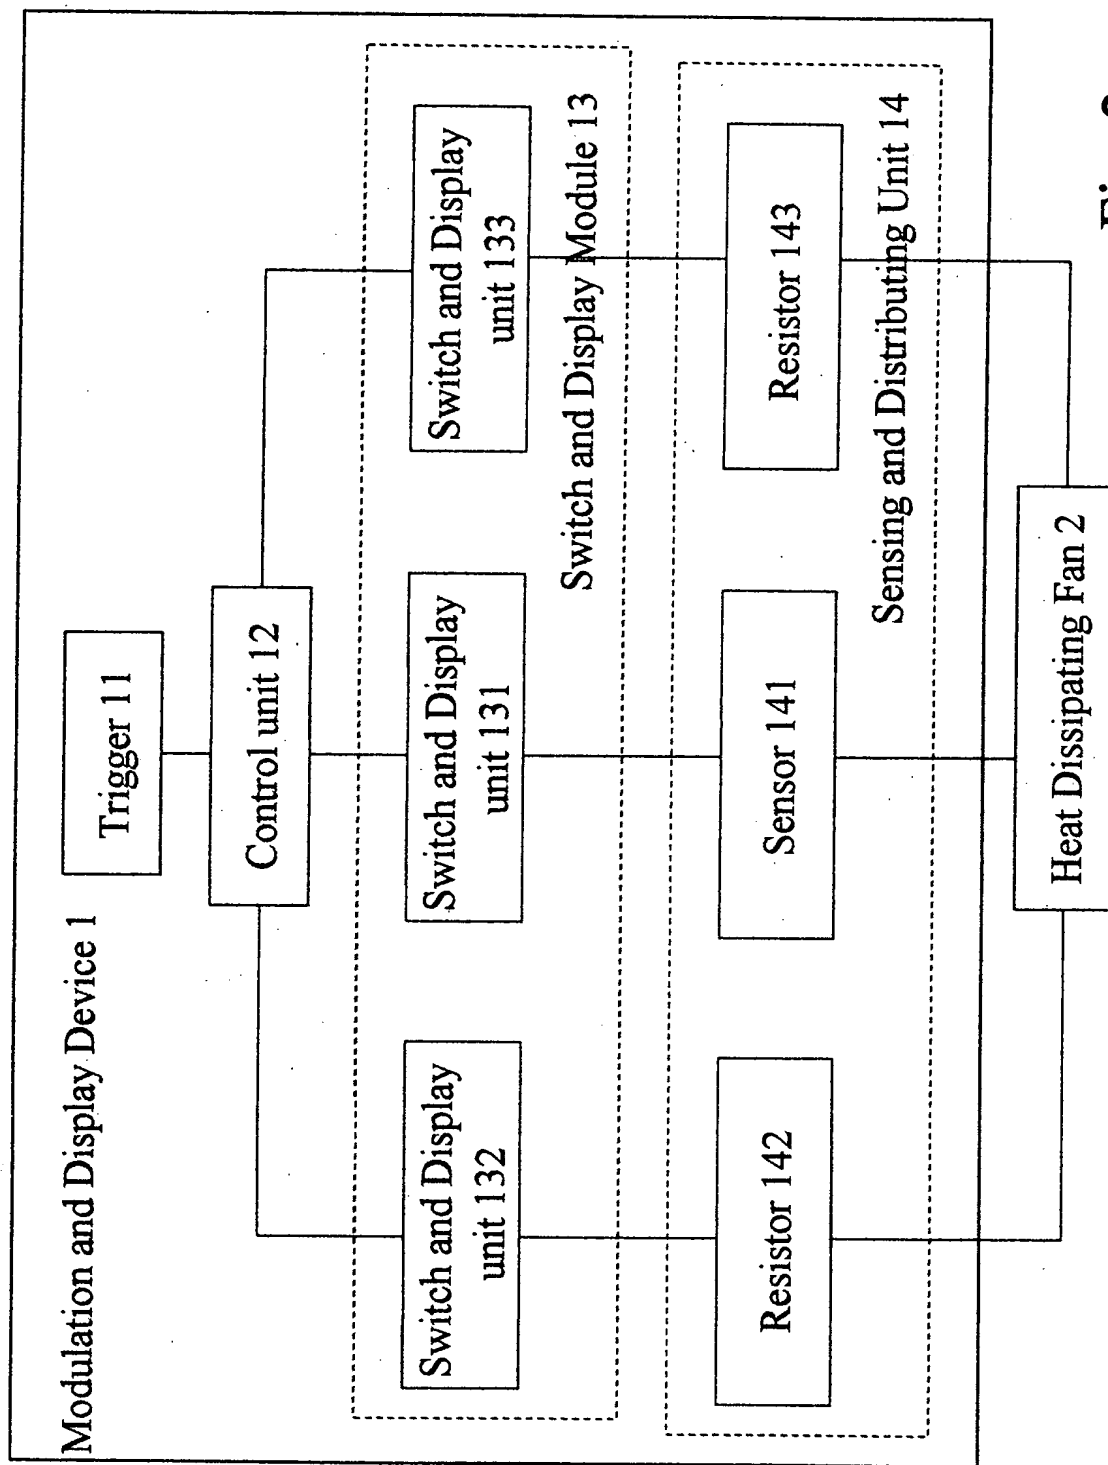 Modulation and Display Device 1
Trigger 11
Control unit 12
Switch and Display
unit 132
Switch and Display
unit 131
Switch and Display
unit 133
Switch and Display Module 13
Resistor 142
Sensor 141
Resistor 143
Sensing and Distributing Unit 14
Heat Dissipating Fan 2